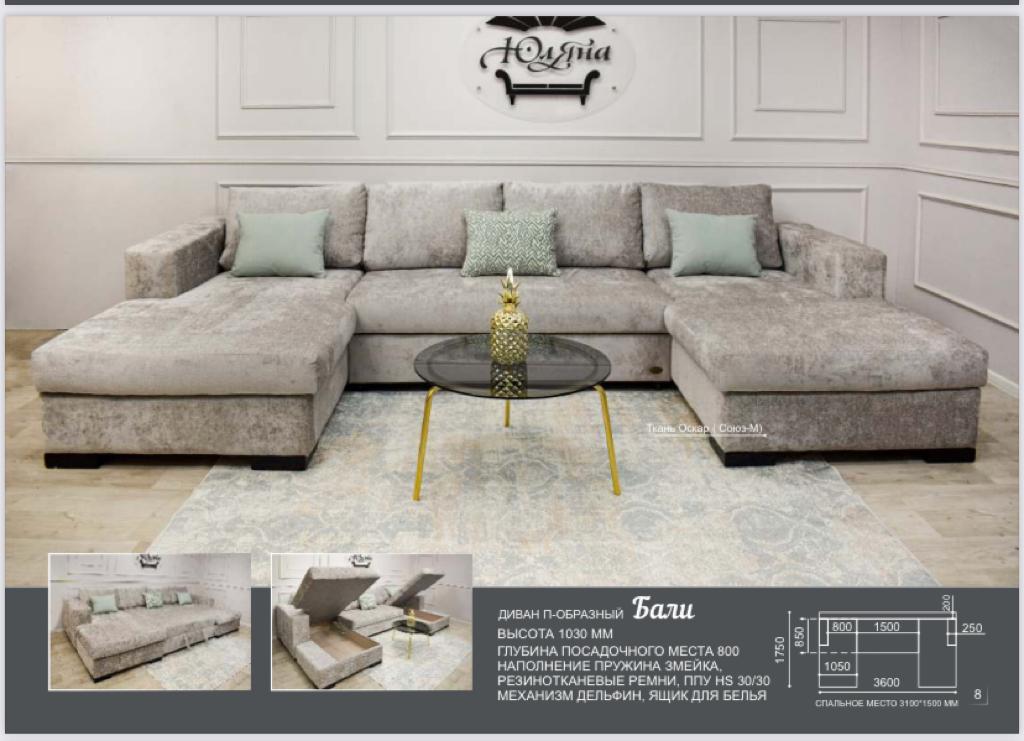 Юляна
Ткань Оскар ( Союз-М)
ДИВАН П-ОБРАЗНЫЙ Бали
ВЫСОТА 1030 ММ
ГЛУБИНА ПОСАДОЧНОГО МЕСТА 800
НАПОЛНЕНИЕ ПРУЖИНА ЗМЕЙКА,
РЕЗИНОТКАНЕВЫЕ РЕМНИ, ППУ HS 30/30
МЕХАНИЗМ ДЕЛЬФИН, ЯЩИК ДЛЯ БЕЛЬЯ
200
800 1500 250
850
1750
1050
3600
СПАЛЬНОЕ МЕСТО 3100*1500 ММ
8